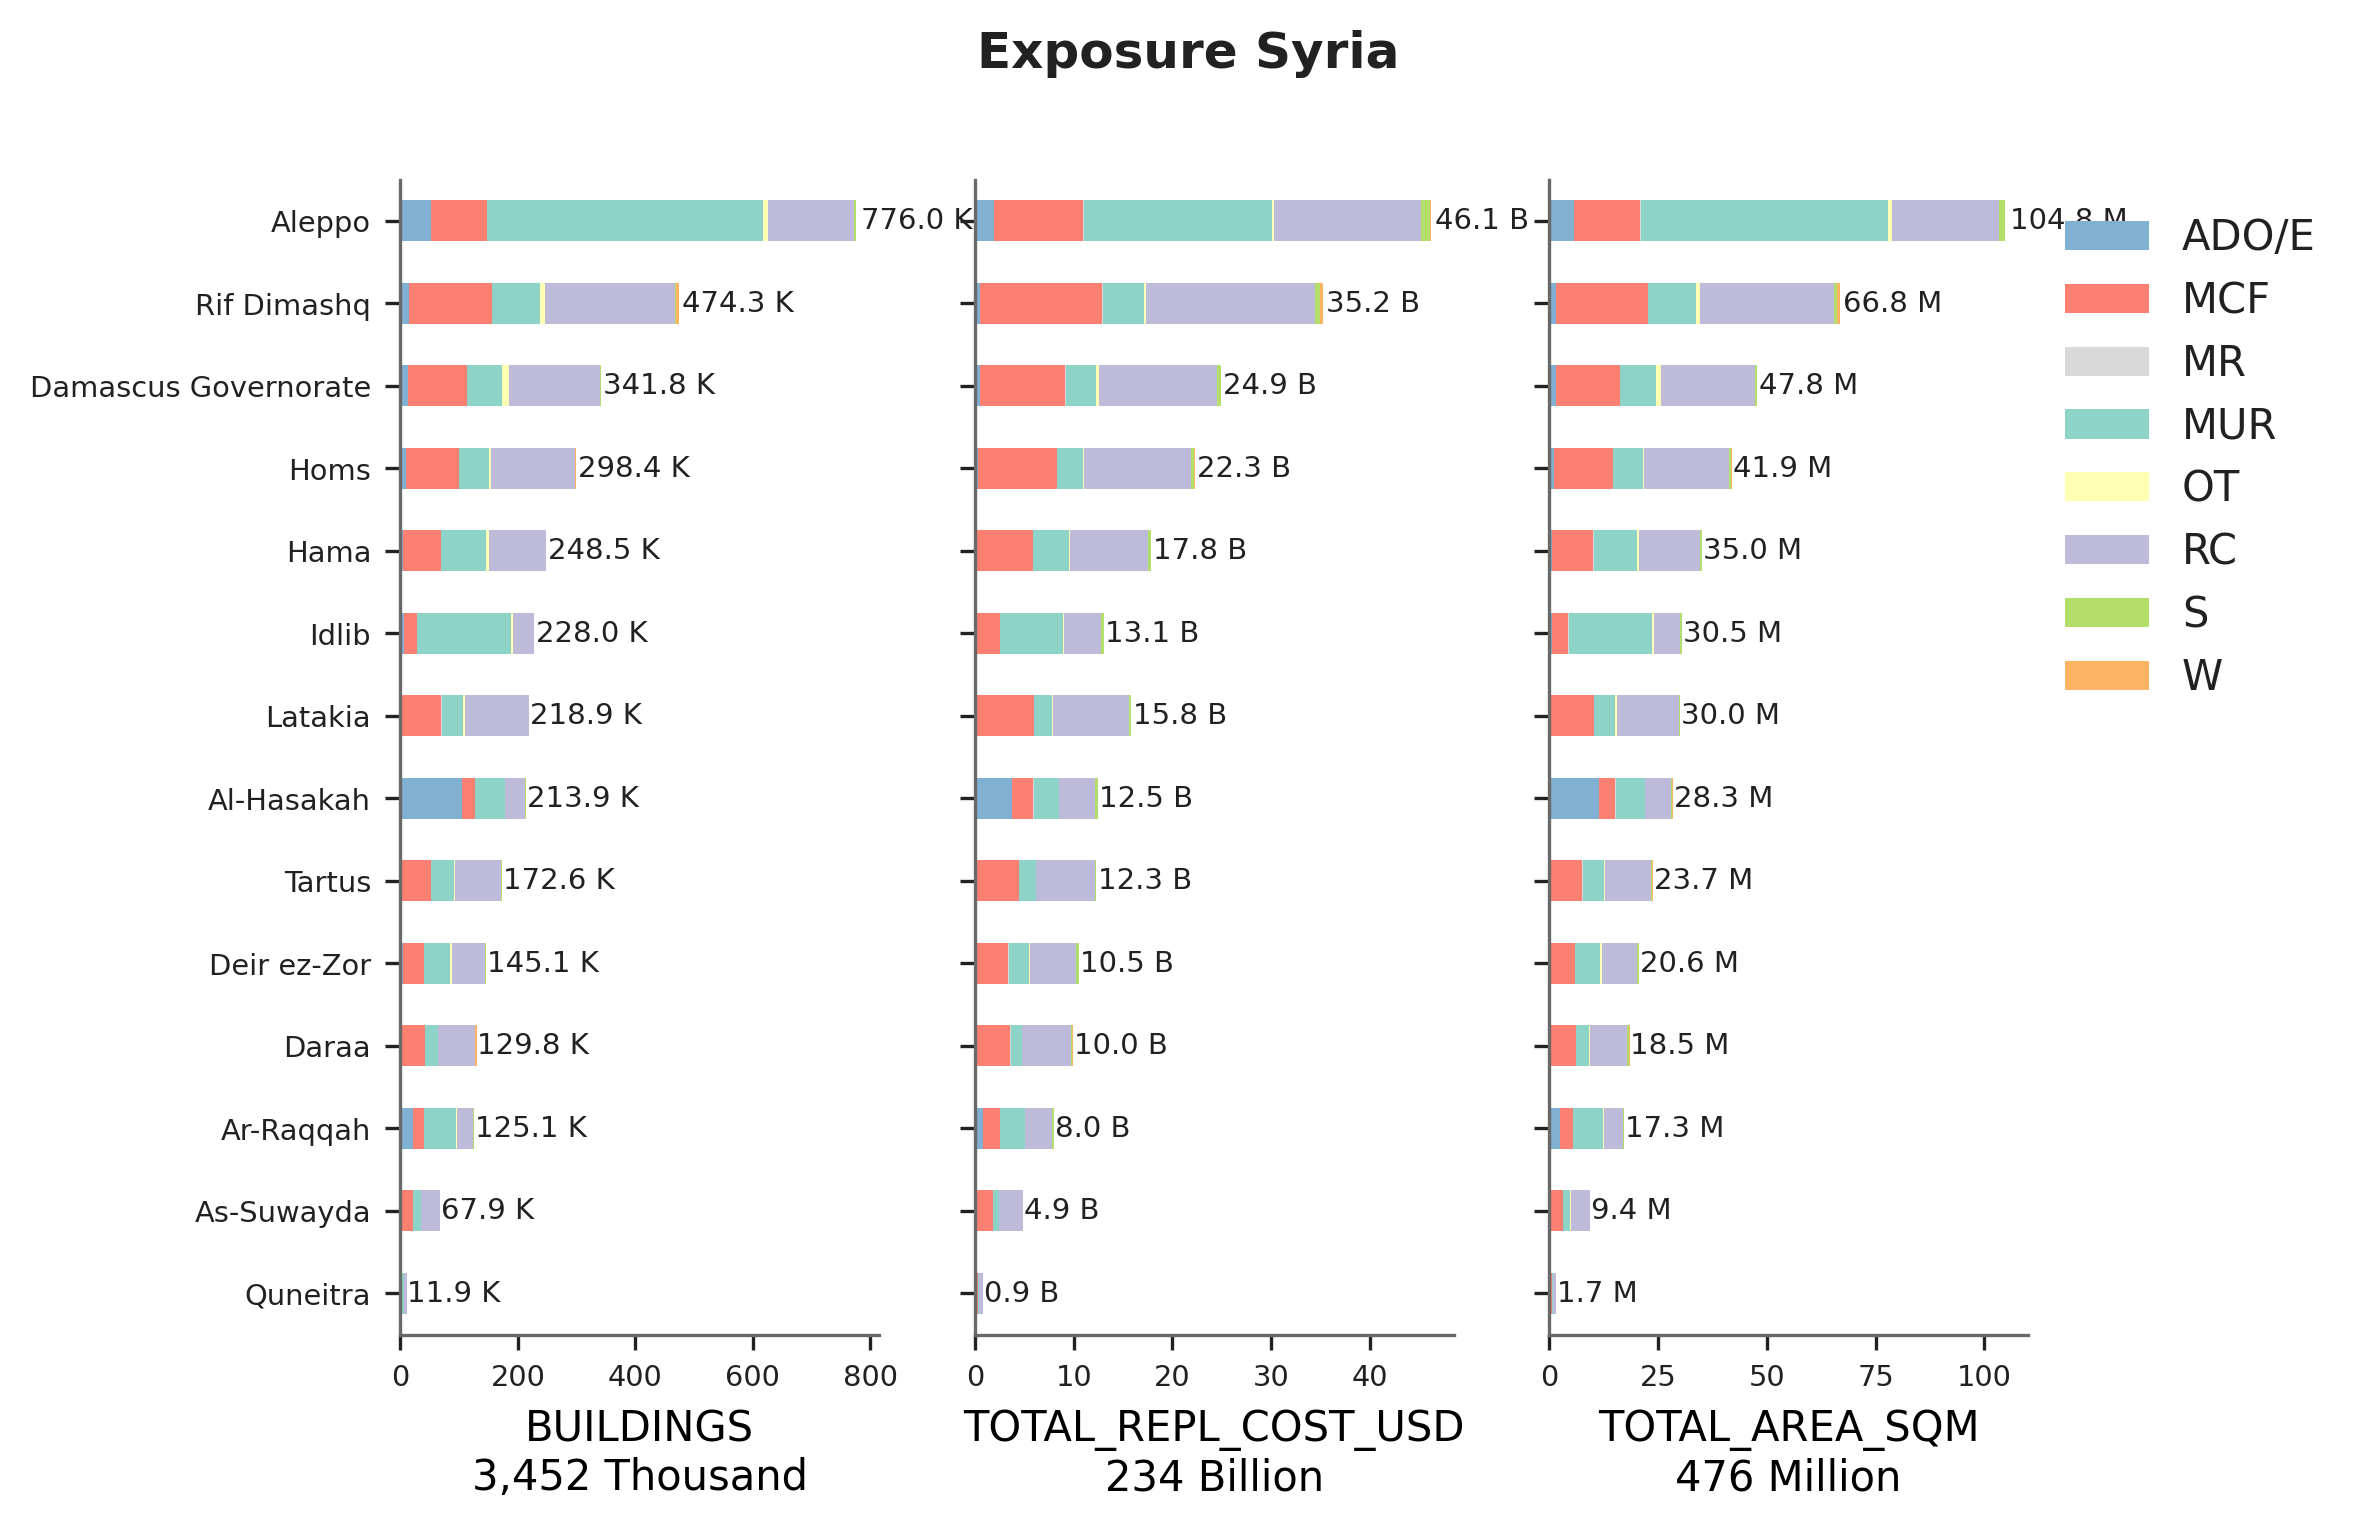 Exposure Syria
Aleppo 776.0 K 46.1 B 104.8 M
Rif Dimashq 474.3 K 35.2 B 66.8 M
Damascus Governorate 341.8 K 24.9 B 47.8 M
Homs 298.4 K 22.3 B 41.9 M
Hama 248.5 K 17.8 B 35.0 M
Idlib 228.0 K 13.1 B 30.5 M
Latakia 218.9 K 15.8 B 30.0 M
Al-Hasakah 213.9 K 12.5 B 28.3 M
Tartus 172.6 K 12.3 B 23.7 M
Deir ez-Zor 145.1 K 10.5 B 20.6 M
Daraa 129.8 K 10.0 B 18.5 M
Ar-Raqqah 125.1 K 8.0 B 17.3 M
As-Suwayda 67.9 K 4.9 B 9.4 M
Quneitra 11.9 K 0.9 B 1.7 M
0 200 400 600 800 0 10 20 30 40 0 25 50 75 100
BUILDINGS TOTAL_REPL_COST_USD TOTAL_AREA_SQM
3,452 Thousand 234 Billion 476 Million
ADO/E
MCF
MR
MUR
OT
RC
S
W